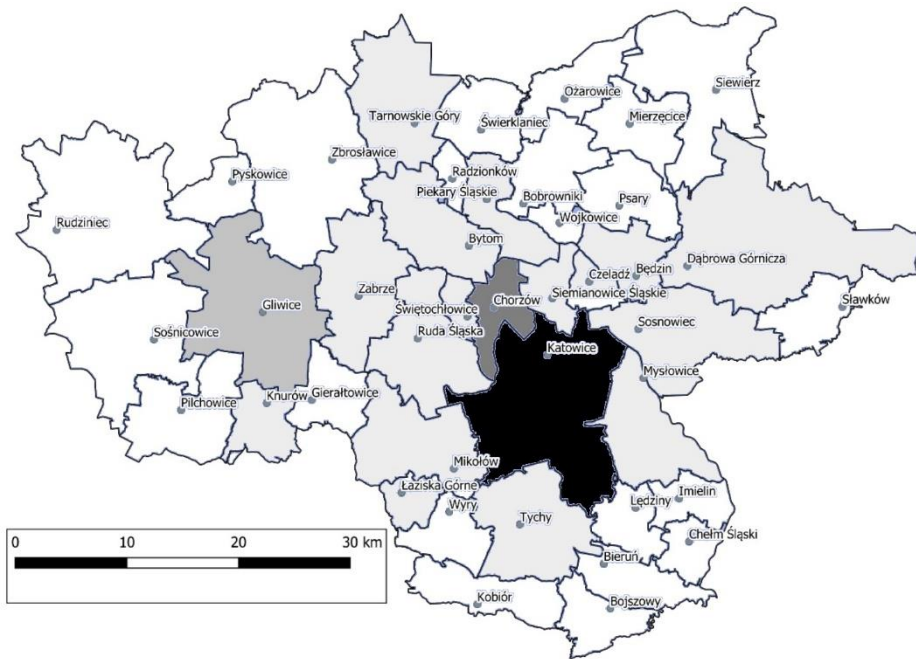 Siewierz
Ożarowice
Tarnowskie Góry
Świerklaniec
Mierzęcice
Zbrosławice
Radzionków
Pyskowice
Piekary Śląskie
Bobrowniki
Psary
Wojkowice
Rudziniec
Bytom
Dąbrowa Górnicza
Będzin
Czeladź
Zabrze
Siemianowice Śląskie
Chorzów
Gliwice
Sławków
Świętochłowice
Sosnowiec
Sośnicowice
Ruda Śląska
Katowice
Mysłowice
Gierałtowice
Knurów
Pilchowice
Mikołów
Łaziska Górne
Imielin
Lędziny
Wyry
Tychy
Chełm Śląski
0 10 20 30 km
Bieruń
Kobiór
Bojszowy